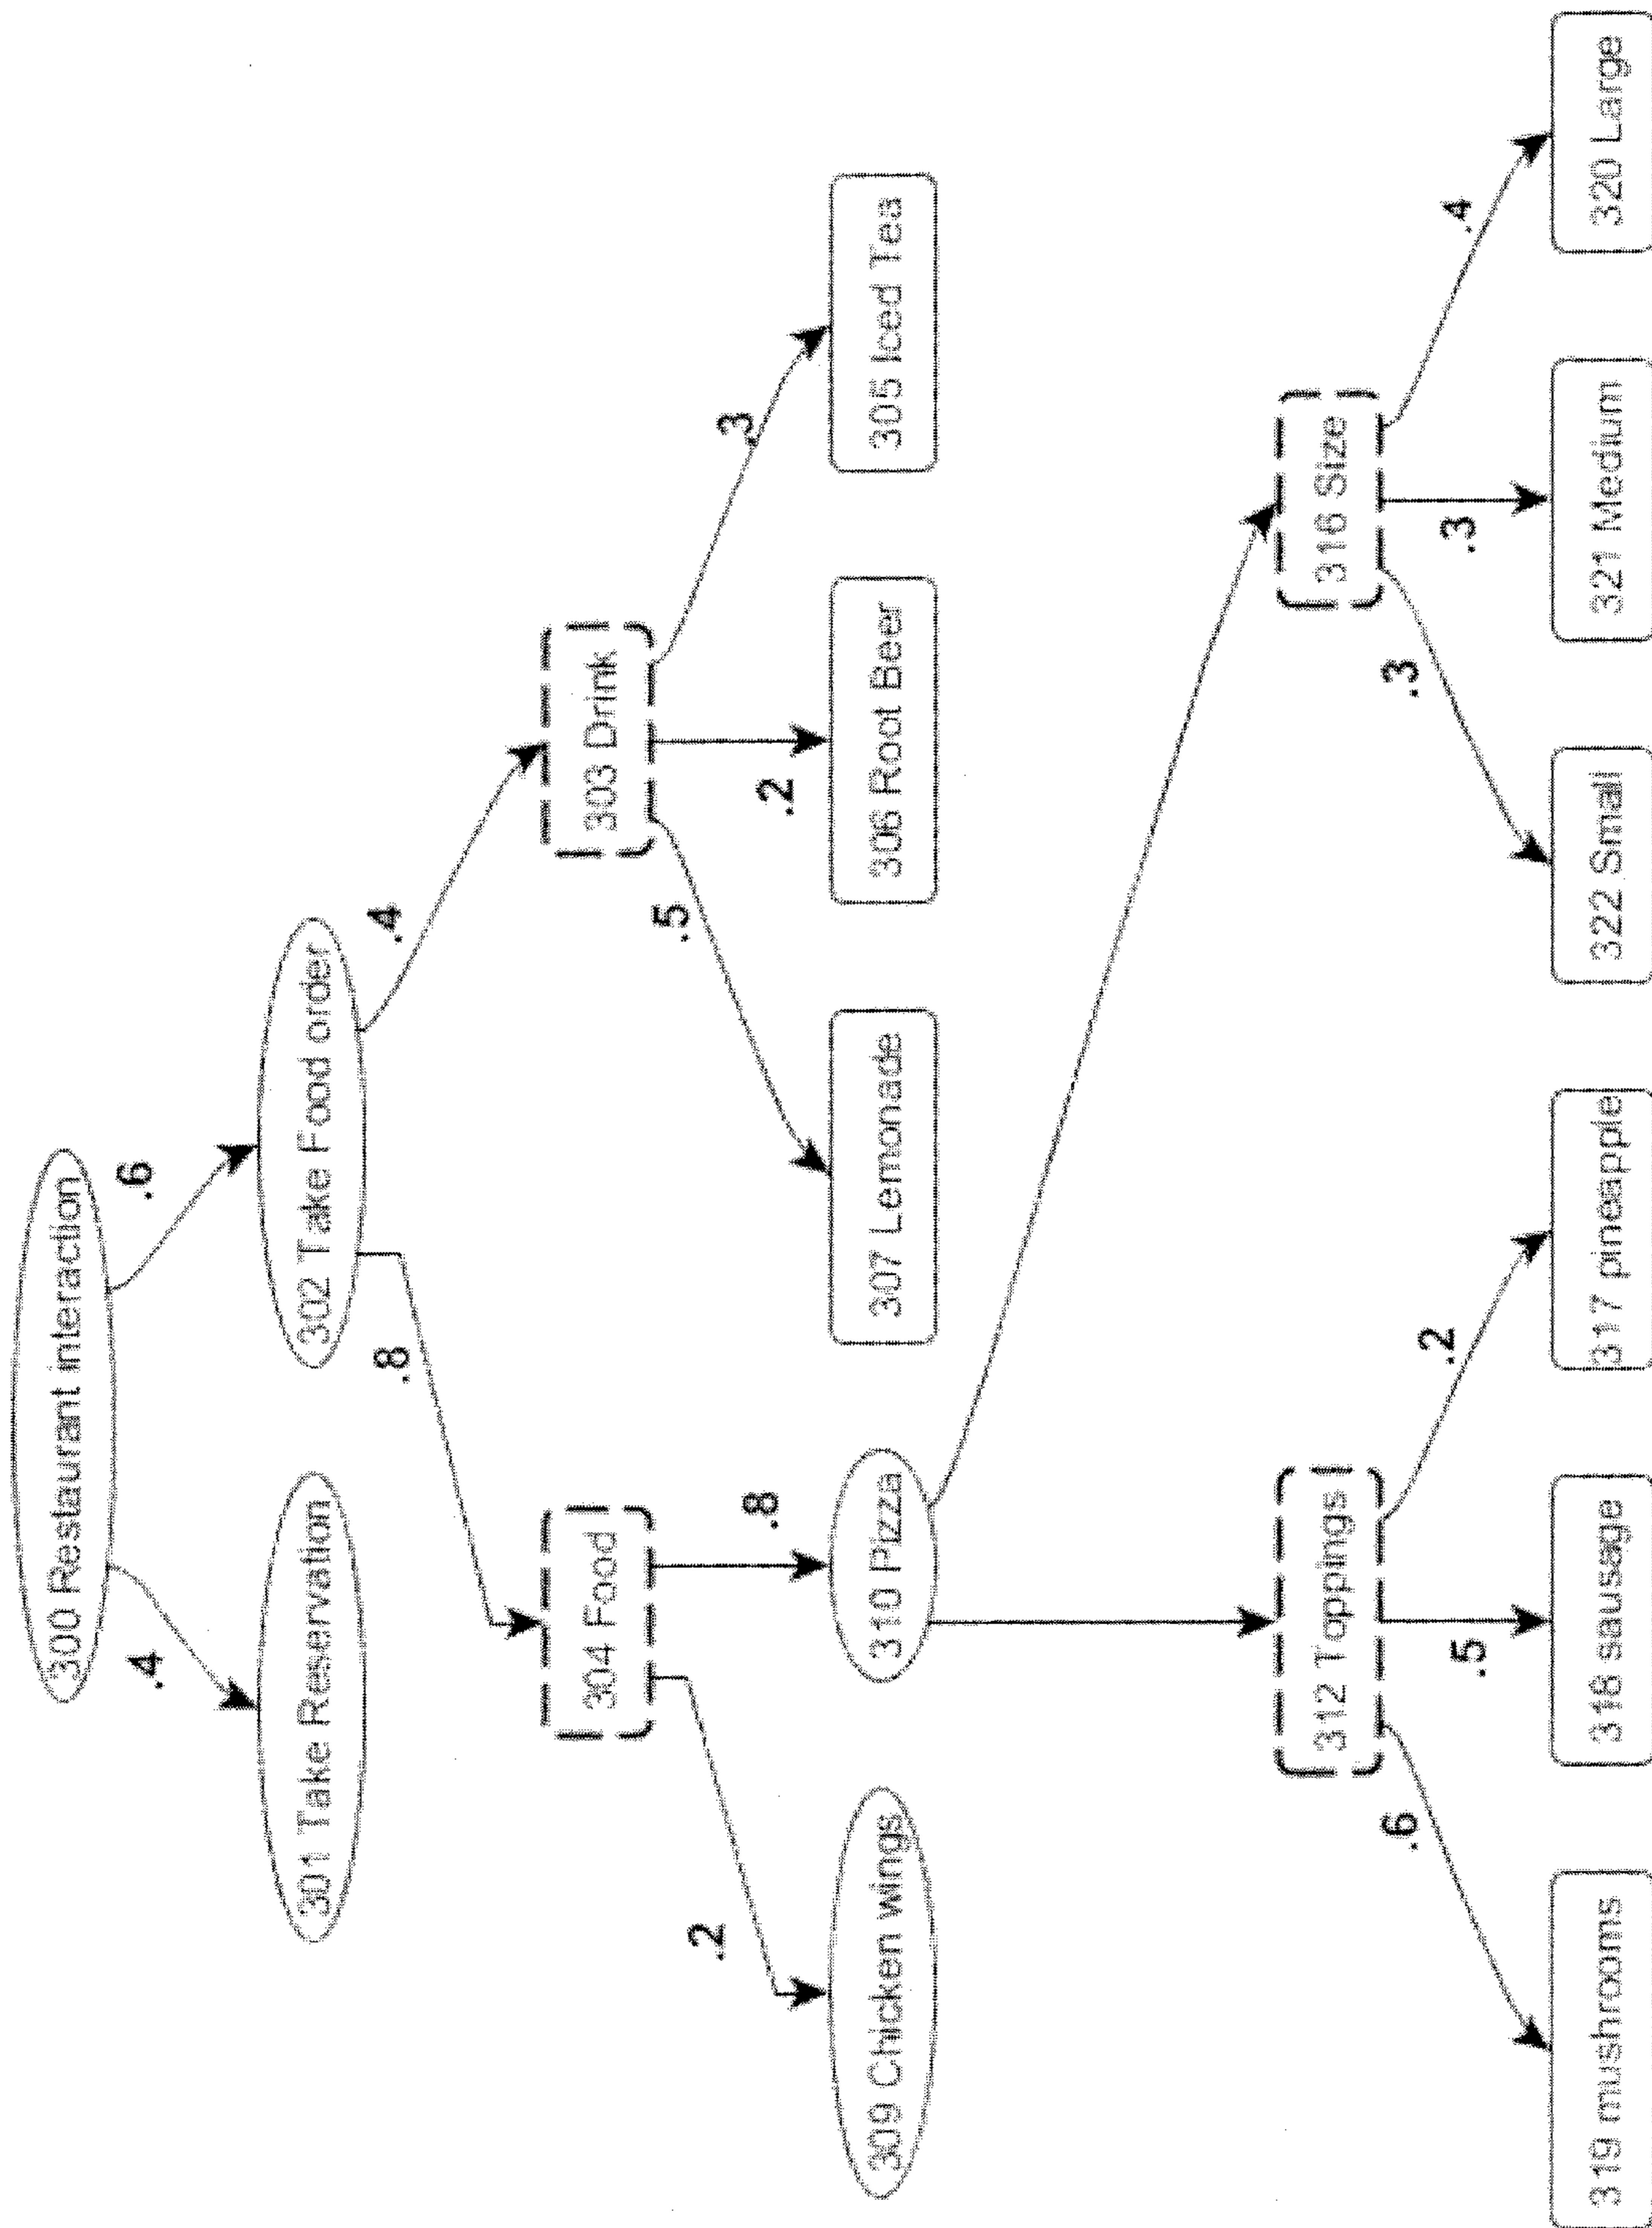 300 Restaurant interaction
.4
.6
301 Take Reservation
302 Take Food order
.8
.4
304 Food
303 Drink
.2
.8
.5
.2
.3
309 Chicken wings
310 Pizza
307 Lemonade
306 Root Beer
305 Iced Tea
312 Toppings
316 Size
.6
.5
.2
.3
.3
.4
319 mushrooms
318 sausage
317 pineapple
322 Small
321 Medium
320 Large